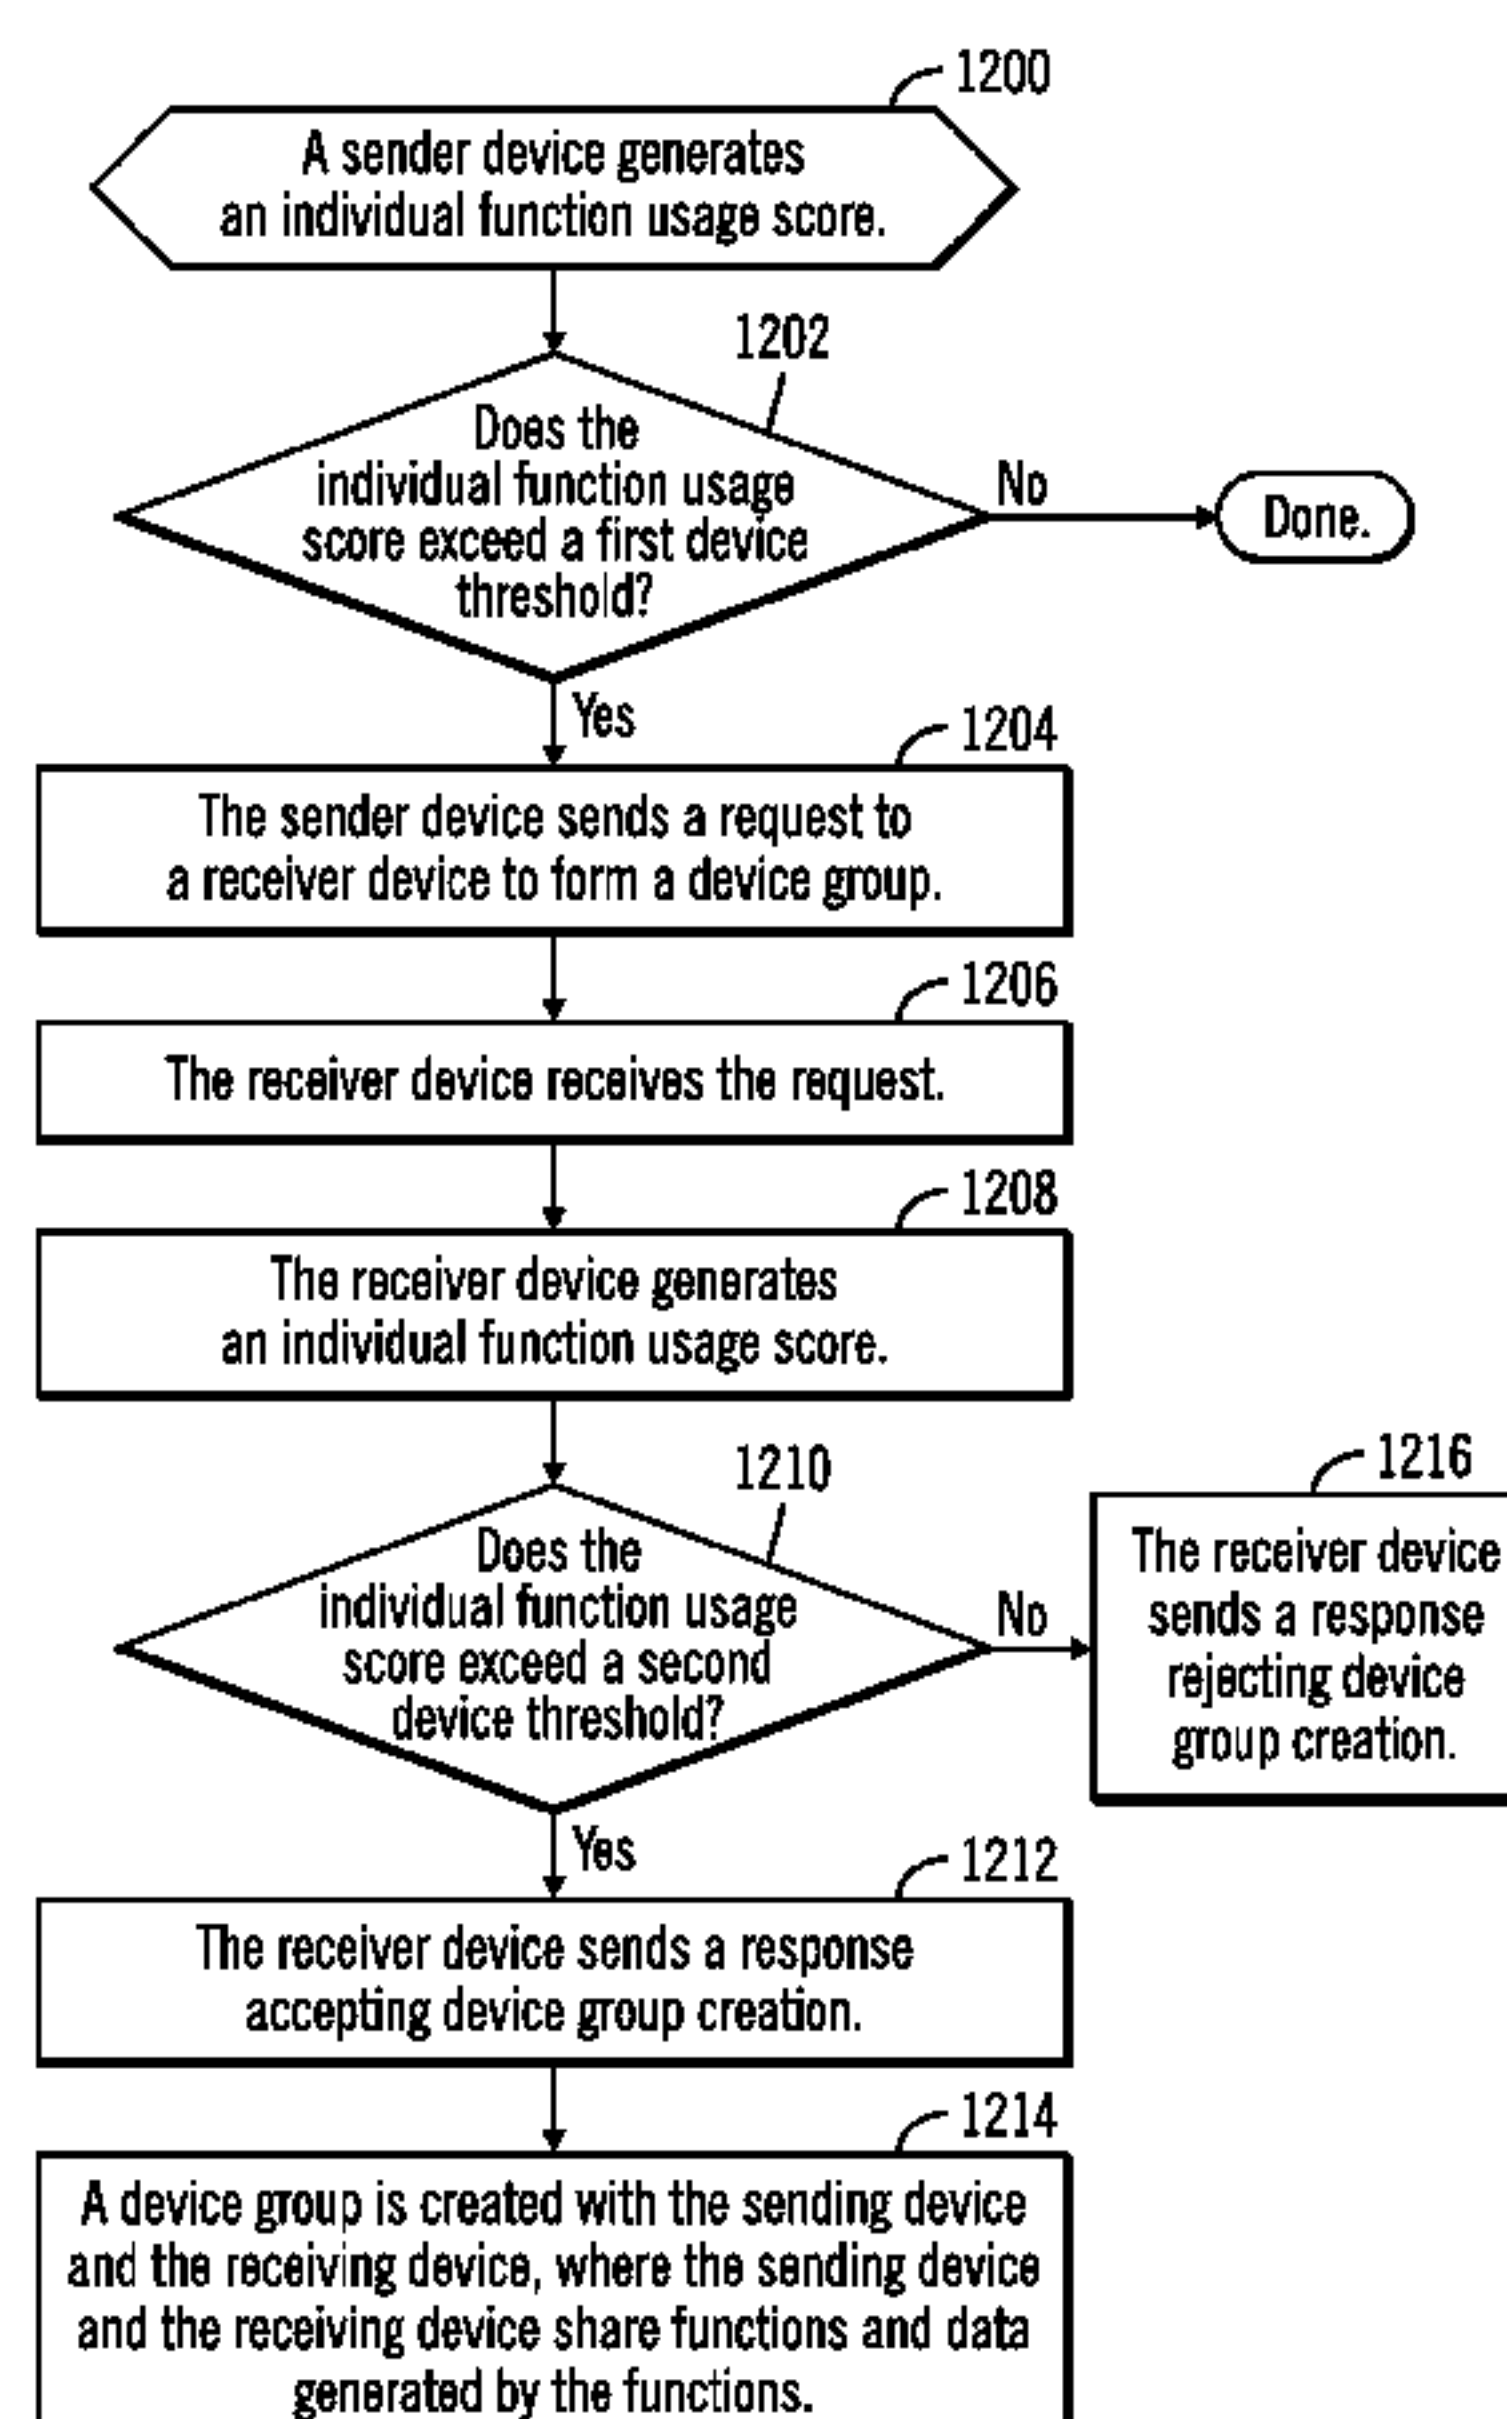 1200
A sender device generates
an individual function usage score.
1202
Does the
individual function usage
score exceed a first device
threshold?
No
Done.
Yes
1204
The sender device sends a request to
a receiver device to form a device group.
1206
The receiver device receives the request.
1208
The receiver device generates
an individual function usage score.
1210
Does the
individual function usage
score exceed a second
device threshold?
No
1216
The receiver device
sends a response
rejecting device
group creation.
Yes
1212
The receiver device sends a response
accepting device group creation.
1214
A device group is created with the sending device
and the receiving device, where the sending device
and the receiving device share functions and data
generated by the functions.